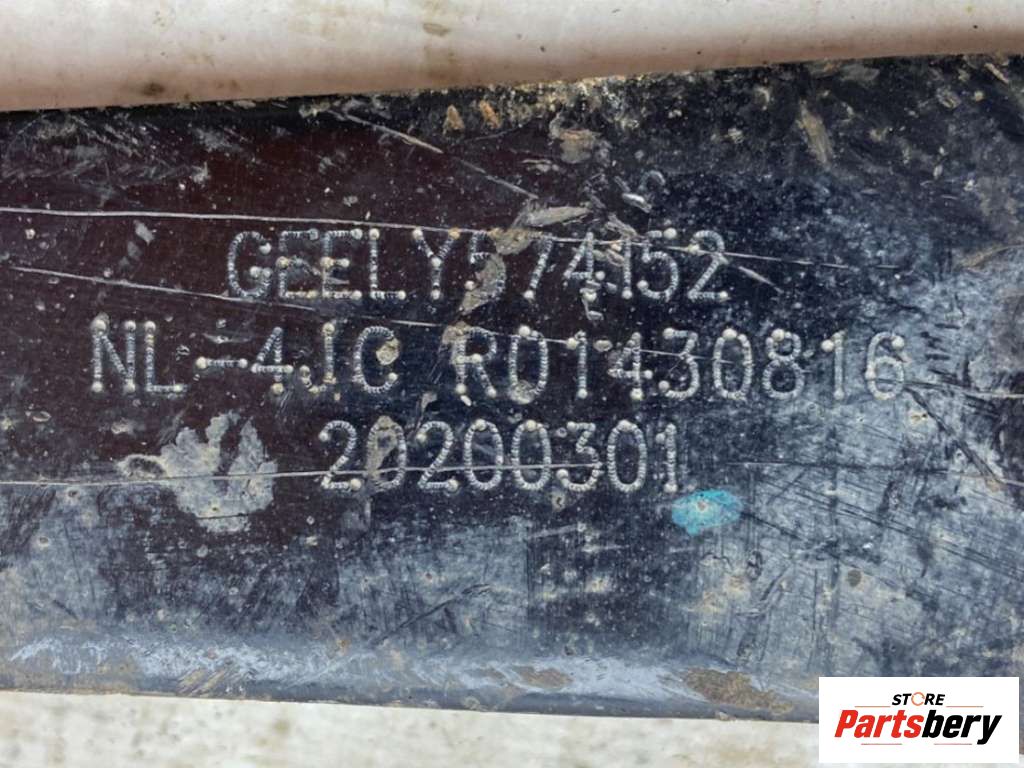 GEELY574152
NL-4JC R01430816
20200301
STORE
Partsbery